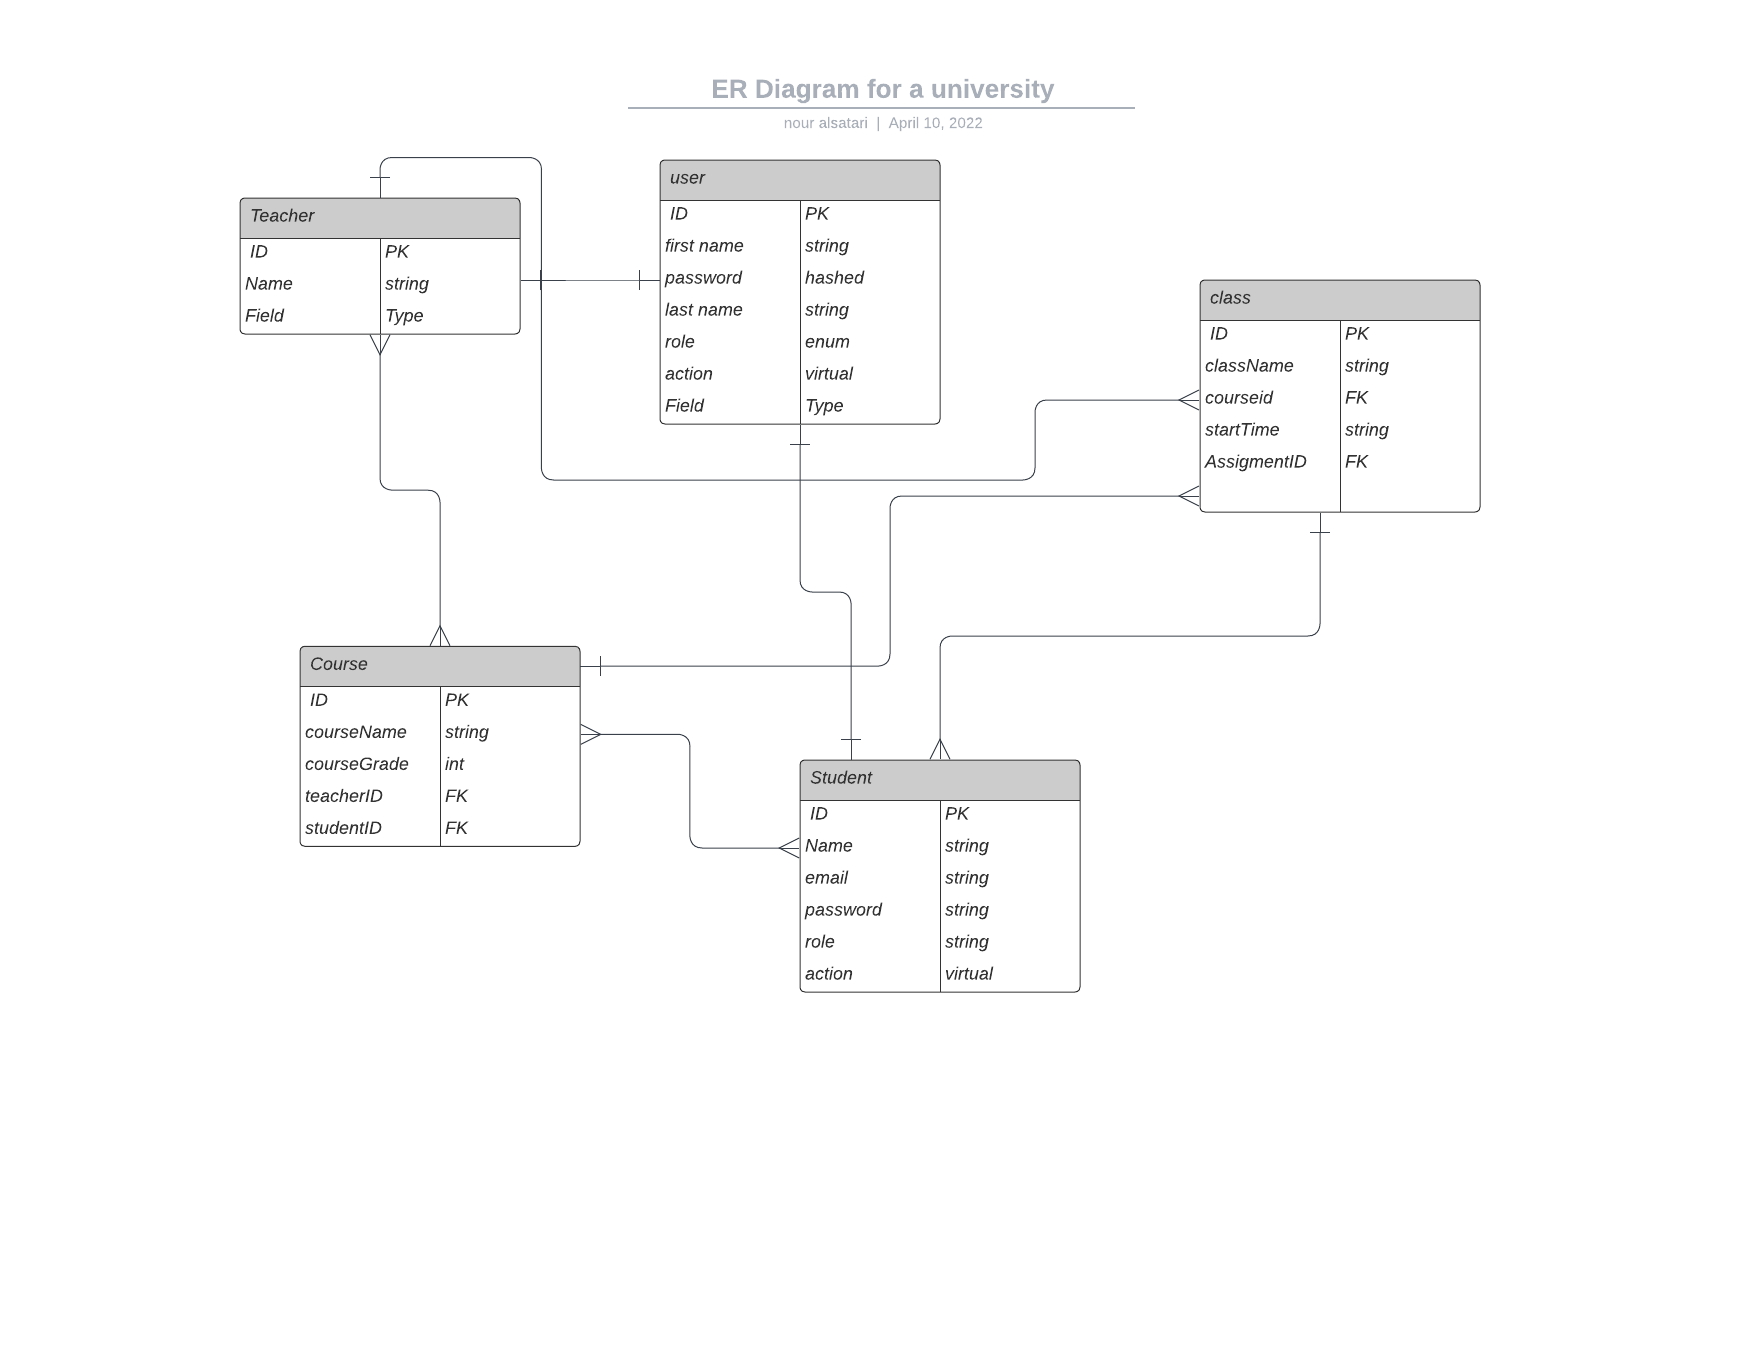 ER Diagram for a university
nour alsatari | April 10, 2022
Teacher
ID PK
Name string
Field Type
user
ID PK
first name string
password hashed
last name string
role enum
action virtual
Field Type
class
ID PK
className string
courseid FK
startTime string
AssigmentID FK
Course
ID PK
courseName string
courseGrade int
teacherID FK
studentID FK
Student
ID PK
Name string
email string
password string
role string
action virtual